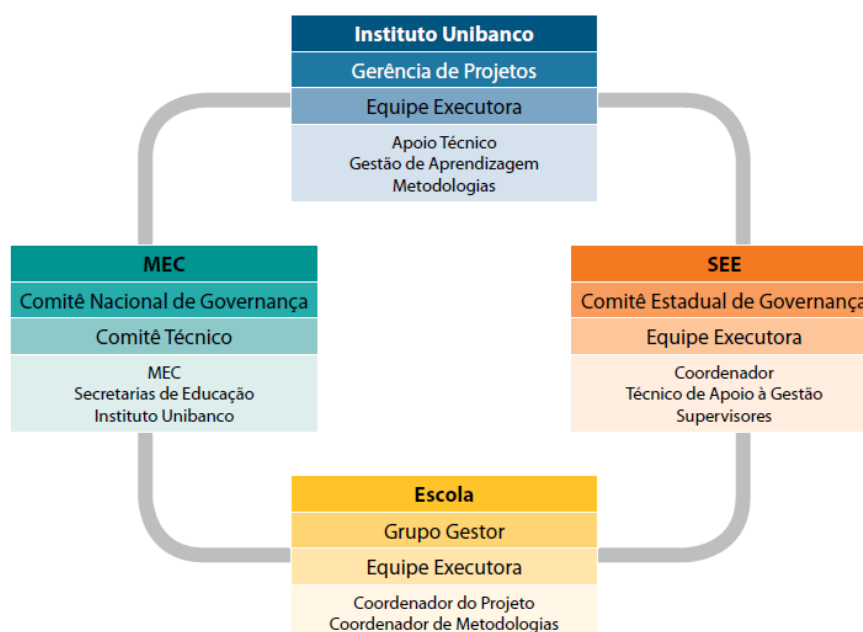 Instituto Unibanco
Gerência de Projetos
Equipe Executora
Apoio Técnico
Gestão de Aprendizagem
Metodologias
MEC
Comitê Nacional de Governança
Comitê Técnico
MEC
Secretarias de Educação
Instituto Unibanco
SEE
Comitê Estadual de Governança
Equipe Executora
Coordenador
Técnico de Apoio à Gestão
Supervisores
Escola
Grupo Gestor
Equipe Executora
Coordenador do Projeto
Coordenador de Metodologias